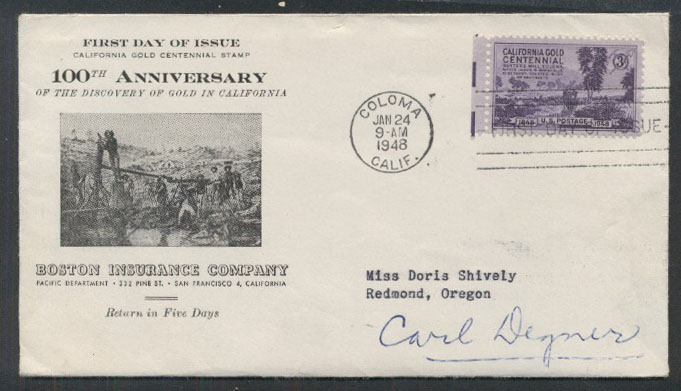 FIRST DAY OF ISSUE
CALIFORNIA GOLD CENTENNIAL STAMP
100TH ANNIVERSARY
OF THE DISCOVERY OF GOLD IN CALIFORNIA
BOSTON INSURANCE COMPANY
PACIFIC DEPARTMENT • 332 PINE ST. • SAN FRANCISCO 4, CALIFORNIA
Return in Five Days
COLOMA
JAN 24
9-AM
1948
CALIF.
CALIFORNIA GOLD
CENTENNIAL
3¢
1848 U.S. POSTAGE 1948
FIRST DAY OF ISSUE
Miss Doris Shively
Redmond, Oregon
Carl Degner